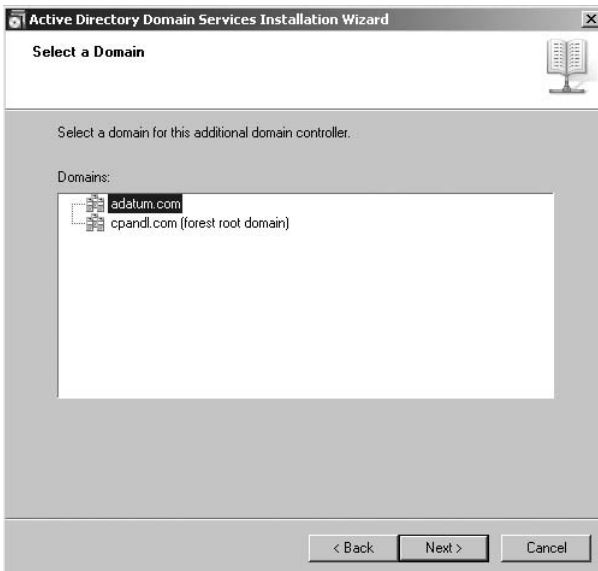 Active Directory Domain Services Installation Wizard
Select a Domain
Select a domain for this additional domain controller.
Domains:
adatum.com
cpandl.com (forest root domain)
< Back Next > Cancel